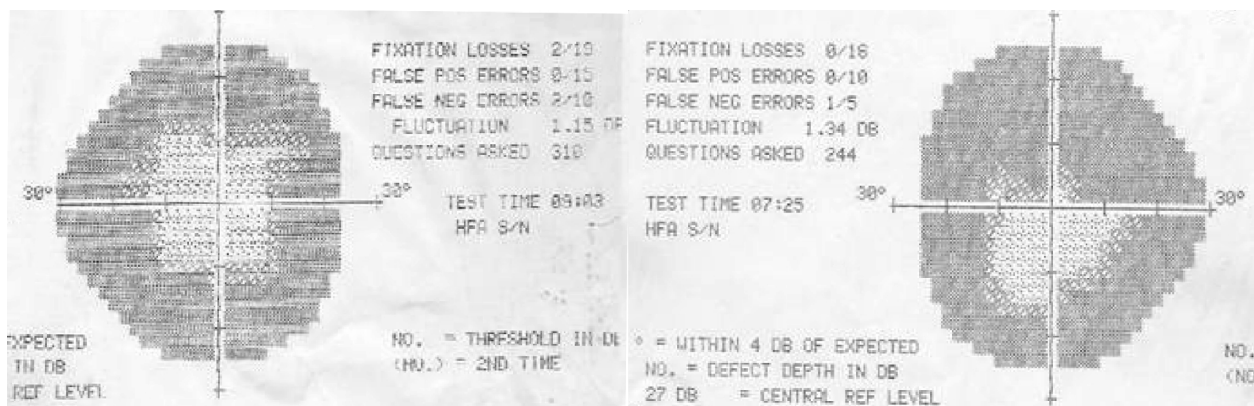 FIXATION LOSSES 2/19
FALSE POS ERRORS 0/15
FALSE NEG ERRORS 2/10
FLUCTUATION 1.15 DB
QUESTIONS ASKED 310
30° 30°
TEST TIME 09:03
HFA S/N
EXPECTED
IN DB
REF LEVEL
NO. = THRESHOLD IN DB
(NO.) = 2ND TIME
FIXATION LOSSES 0/16
FALSE POS ERRORS 0/10
FALSE NEG ERRORS 1/5
FLUCTUATION 1.34 DB
QUESTIONS ASKED 244
TEST TIME 07:25
HFA S/N
30° 30°
° = WITHIN 4 DB OF EXPECTED
NO. = DEFECT DEPTH IN DB
27 DB = CENTRAL REF LEVEL
NO.
(NO